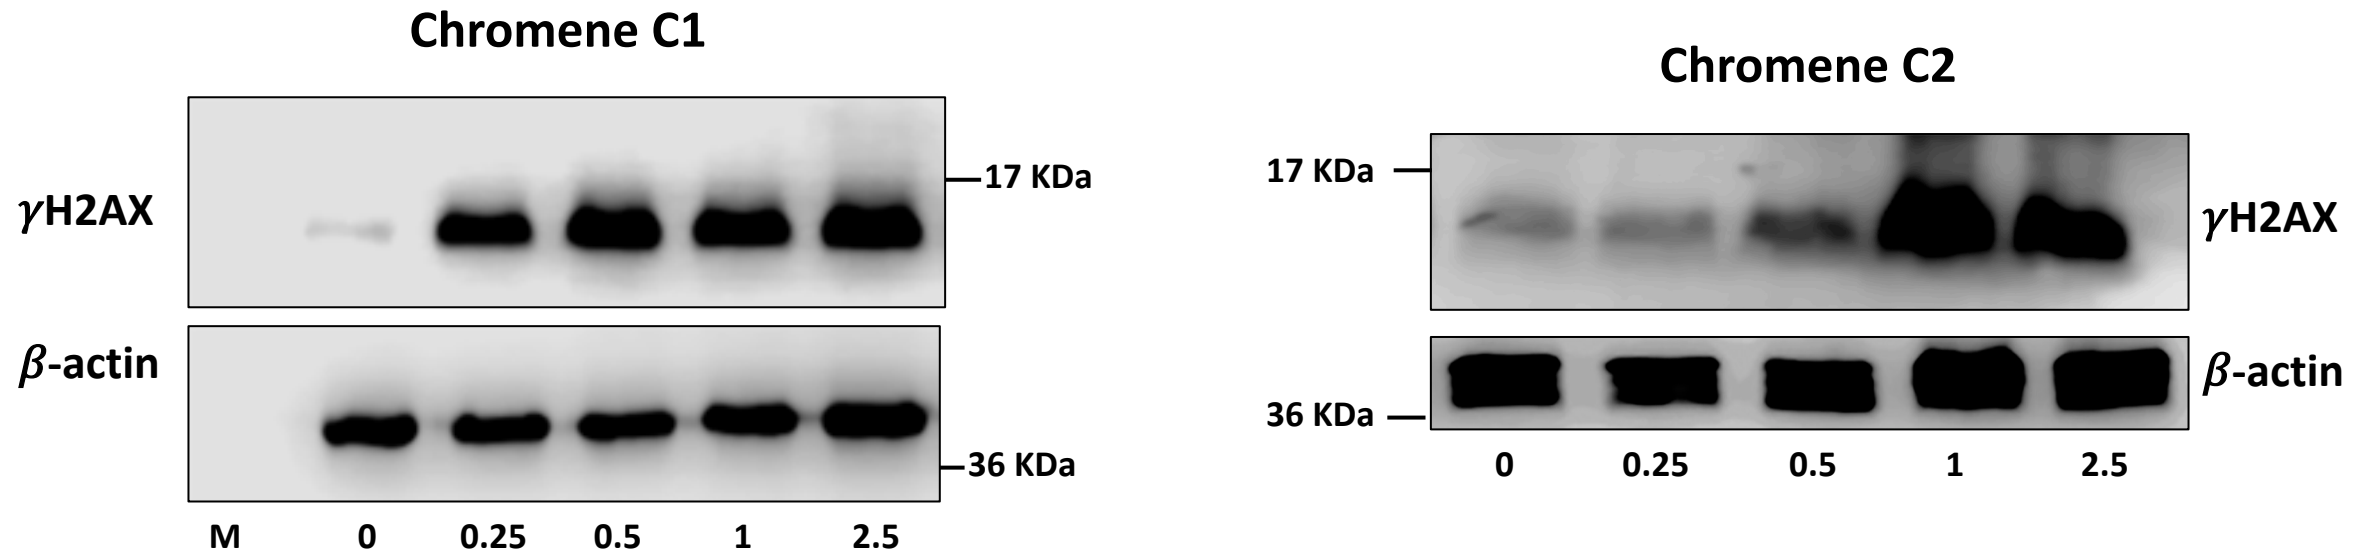 Chromene C1
17 KDa
γH2AX
β-actin
36 KDa
M 0 0.25 0.5 1 2.5
Chromene C2
17 KDa
γH2AX
β-actin
36 KDa
0 0.25 0.5 1 2.5